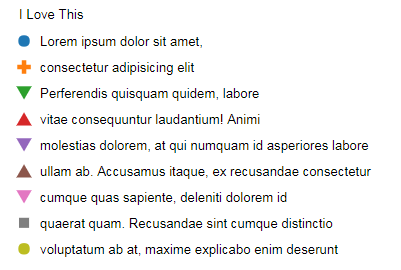 I Love This
Lorem ipsum dolor sit amet,
consectetur adipisicing elit
Perferendis quisquam quidem, labore
vitae consequuntur laudantium! Animi
molestias dolorem, at qui numquam id asperiores labore
ullam ab. Accusamus itaque, ex recusandae consectetur
cumque quas sapiente, deleniti dolorem id
quaerat quam. Recusandae sint cumque distinctio
voluptatum ab at, maxime explicabo enim deserunt